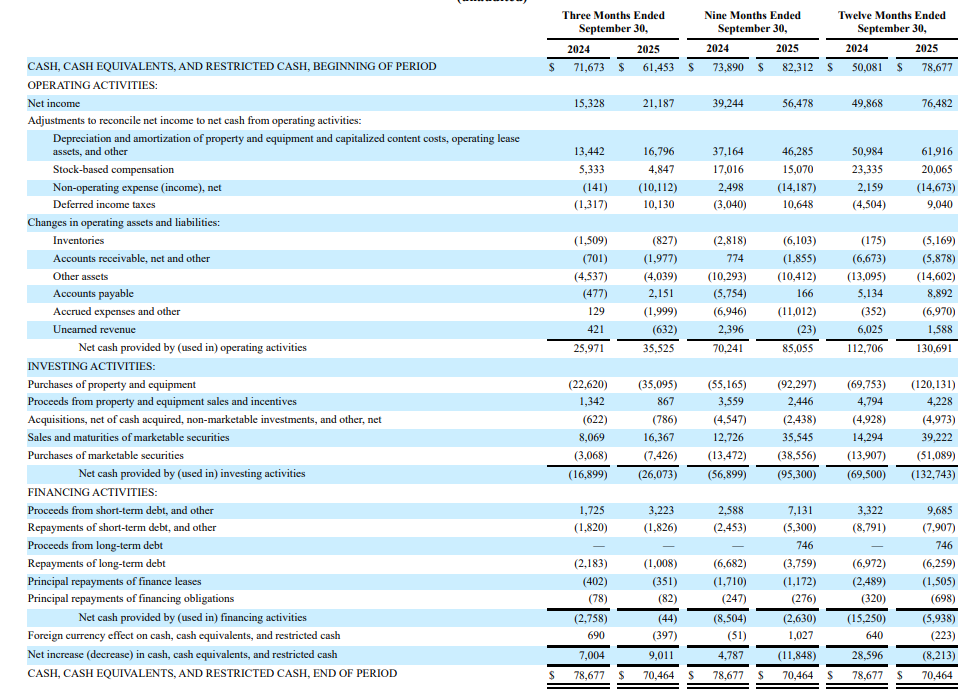 (unaudited)
Three Months Ended Nine Months Ended Twelve Months Ended
September 30, September 30, September 30,
2024 2025 2024 2025 2024 2025
CASH, CASH EQUIVALENTS, AND RESTRICTED CASH, BEGINNING OF PERIOD $ 71,673 $ 61,453 $ 73,890 $ 82,312 $ 50,081 $ 78,677
OPERATING ACTIVITIES:
Net income 15,328 21,187 39,244 56,478 49,868 76,482
Adjustments to reconcile net income to net cash from operating activities:
Depreciation and amortization of property and equipment and capitalized content costs, operating lease
assets, and other 13,442 16,796 37,164 46,285 50,984 61,916
Stock-based compensation 5,333 4,847 17,016 15,070 23,335 20,065
Non-operating expense (income), net (141) (10,112) 2,498 (14,187) 2,159 (14,673)
Deferred income taxes (1,317) 10,130 (3,040) 10,648 (4,504) 9,040
Changes in operating assets and liabilities:
Inventories (1,509) (827) (2,818) (6,103) (175) (5,169)
Accounts receivable, net and other (701) (1,977) 774 (1,855) (6,673) (5,878)
Other assets (4,537) (4,039) (10,293) (10,412) (13,095) (14,602)
Accounts payable (477) 2,151 (5,754) 166 5,134 8,892
Accrued expenses and other 129 (1,999) (6,946) (11,012) (352) (6,970)
Unearned revenue 421 (632) 2,396 (23) 6,025 1,588
Net cash provided by (used in) operating activities 25,971 35,525 70,241 85,055 112,706 130,691
INVESTING ACTIVITIES:
Purchases of property and equipment (22,620) (35,095) (55,165) (92,297) (69,753) (120,131)
Proceeds from property and equipment sales and incentives 1,342 867 3,559 2,446 4,794 4,228
Acquisitions, net of cash acquired, non-marketable investments, and other, net (622) (786) (4,547) (2,438) (4,928) (4,973)
Sales and maturities of marketable securities 8,069 16,367 12,726 35,545 14,294 39,222
Purchases of marketable securities (3,068) (7,426) (13,472) (38,556) (13,907) (51,089)
Net cash provided by (used in) investing activities (16,899) (26,073) (56,899) (95,300) (69,500) (132,743)
FINANCING ACTIVITIES:
Proceeds from short-term debt, and other 1,725 3,223 2,588 7,131 3,322 9,685
Repayments of short-term debt, and other (1,820) (1,826) (2,453) (5,300) (8,791) (7,907)
Proceeds from long-term debt — — — 746 — 746
Repayments of long-term debt (2,183) (1,008) (6,682) (3,759) (6,972) (6,259)
Principal repayments of finance leases (402) (351) (1,710) (1,172) (2,489) (1,505)
Principal repayments of financing obligations (78) (82) (247) (276) (320) (698)
Net cash provided by (used in) financing activities (2,758) (44) (8,504) (2,630) (15,250) (5,938)
Foreign currency effect on cash, cash equivalents, and restricted cash 690 (397) (51) 1,027 640 (223)
Net increase (decrease) in cash, cash equivalents, and restricted cash 7,004 9,011 4,787 (11,848) 28,596 (8,213)
CASH, CASH EQUIVALENTS, AND RESTRICTED CASH, END OF PERIOD $ 78,677 $ 70,464 $ 78,677 $ 70,464 $ 78,677 $ 70,464